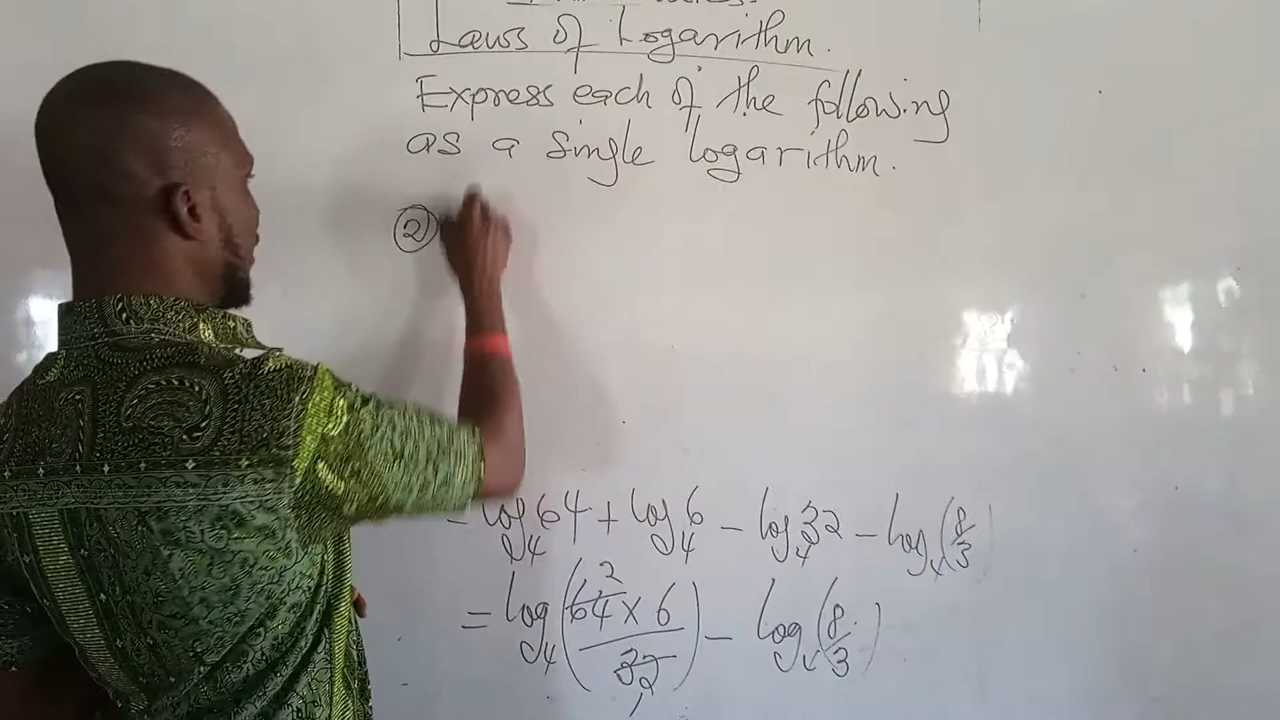 Laws of Logarithm.
Express each of the following
as a single logarithm.
②
= log₄64 + log₄6 - log₄32 - log₄(8/3)
= log₄(64 × 6 / 32) - log₄(8/3)